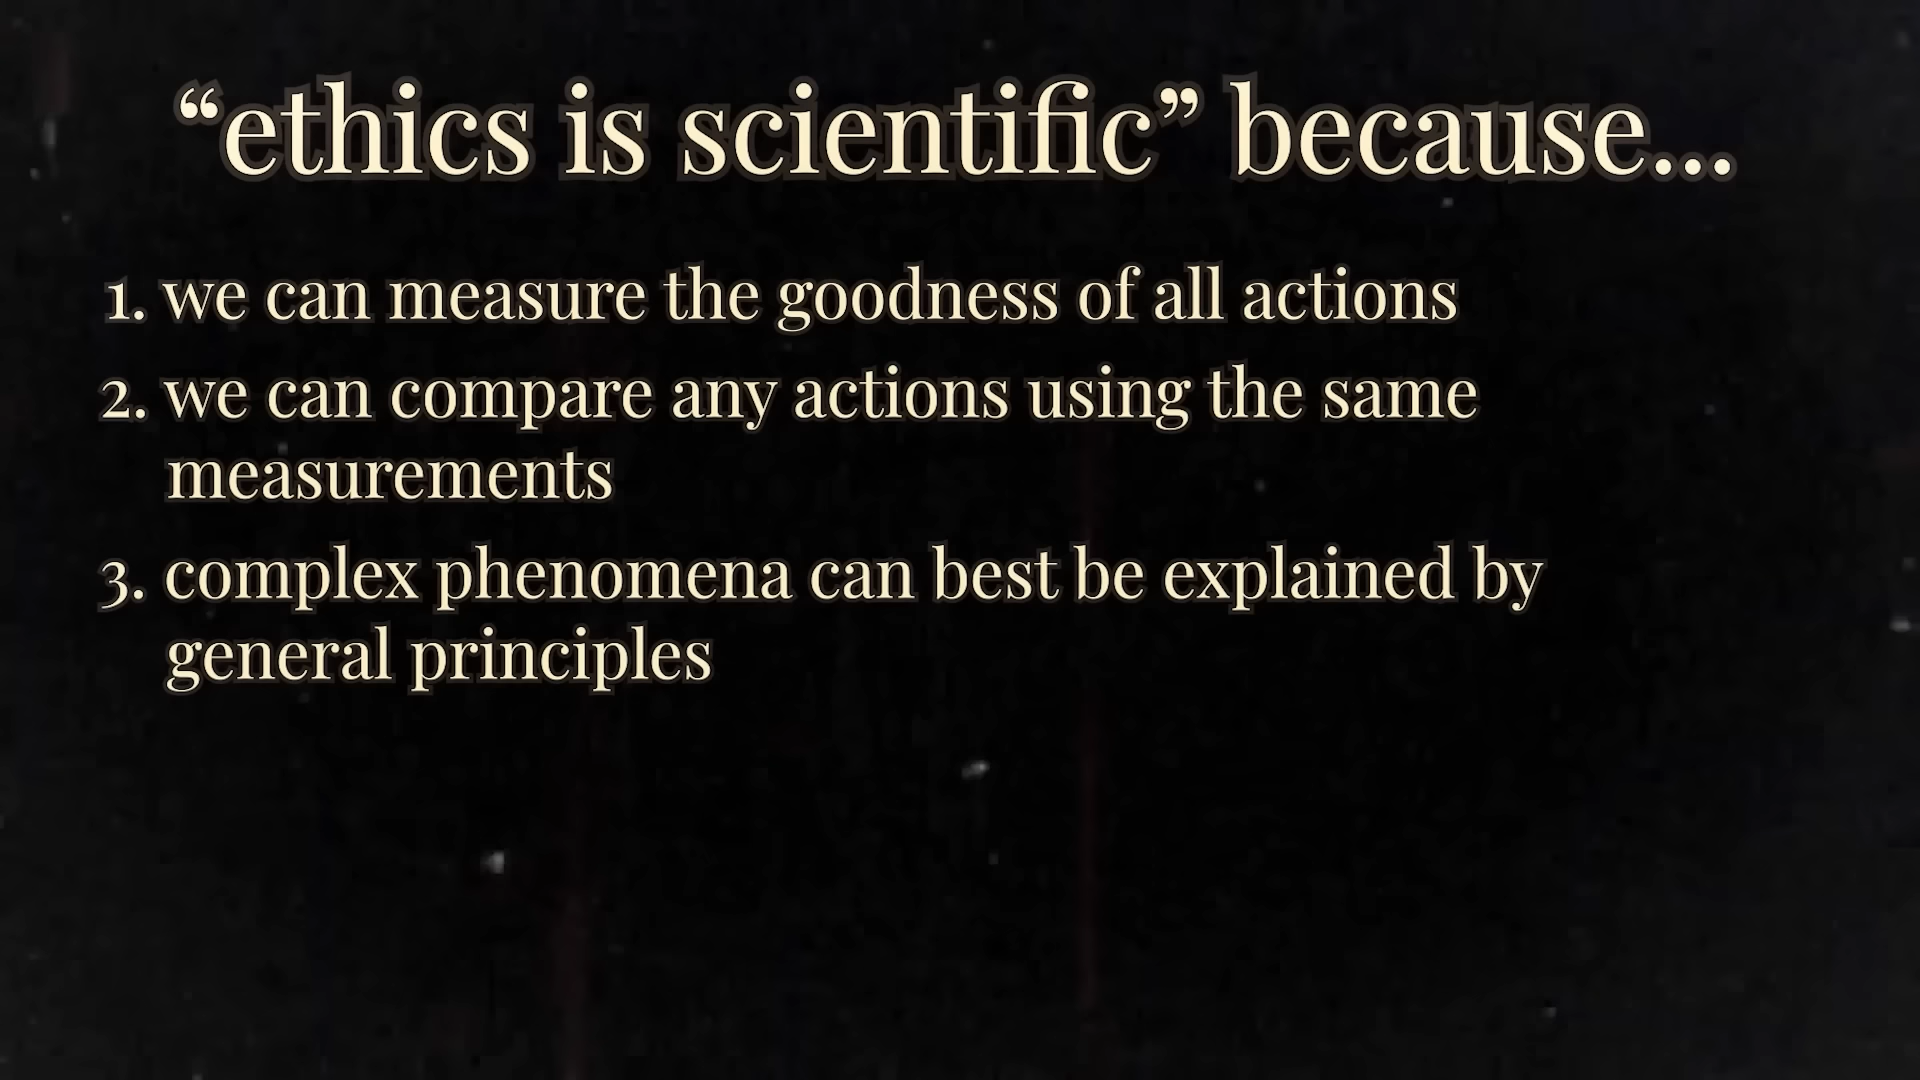 “ethics is scientific” because...
1. we can measure the goodness of all actions
2. we can compare any actions using the same
measurements
3. complex phenomena can best be explained by
general principles